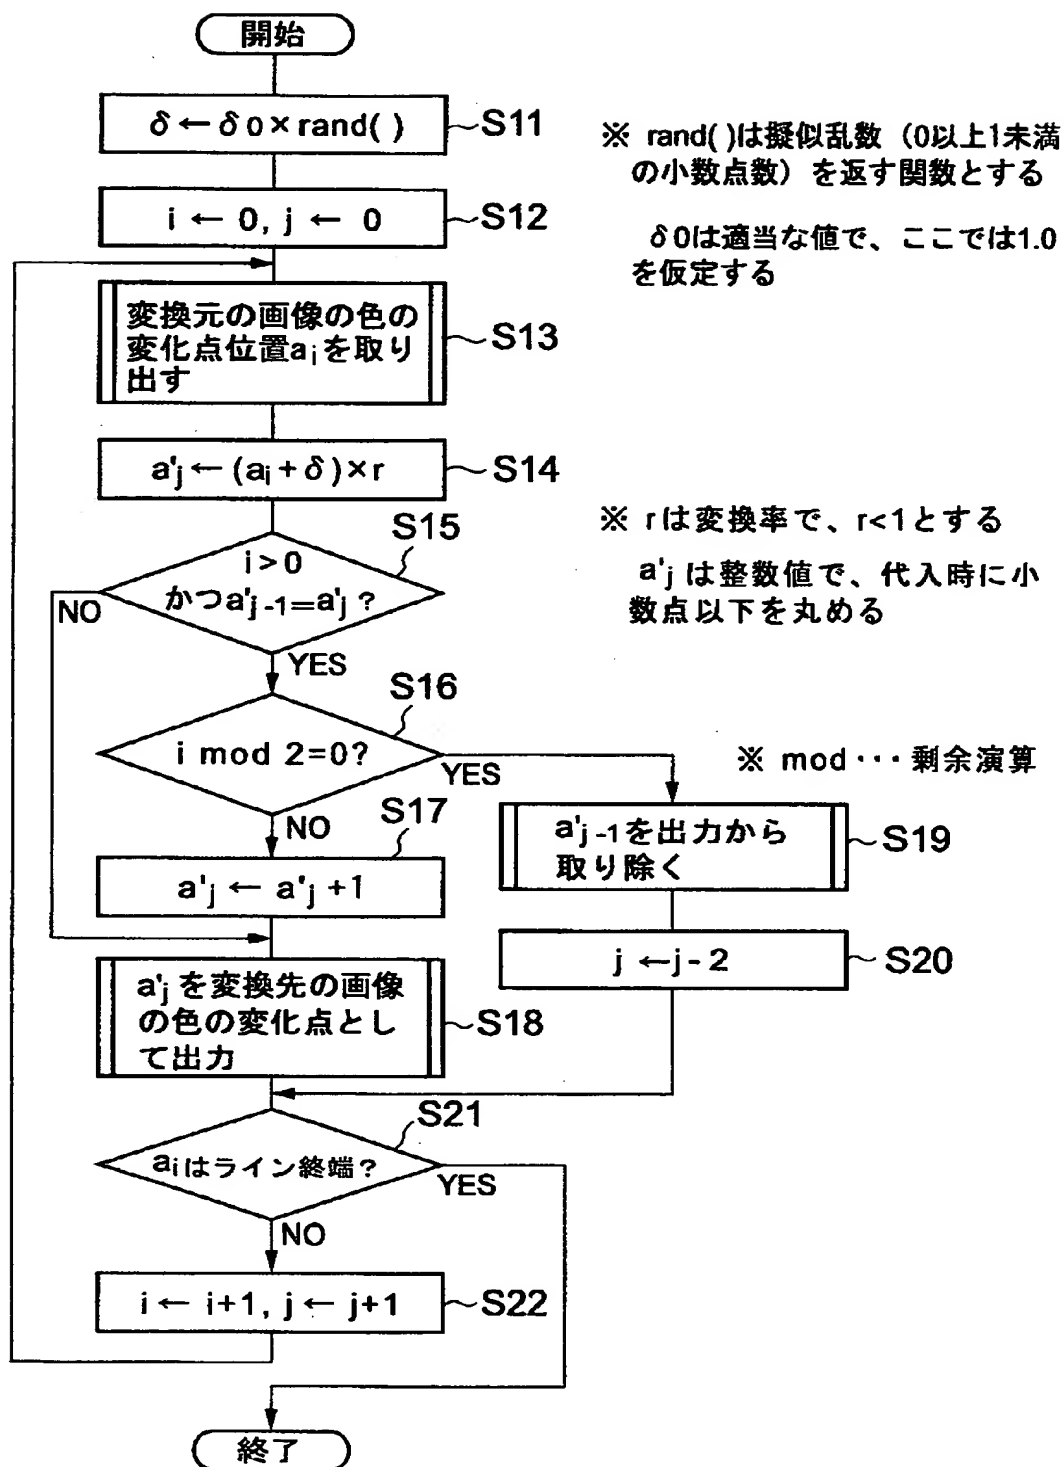 開始
δ ← δ0 × rand( )
S11
※ rand( )は擬似乱数（0以上1未満
の小数点数）を返す関数とする
δ0は適当な値で、ここでは1.0
を仮定する
i ← 0, j ← 0
S12
変換元の画像の色の
変化点位置aiを取り
出す
S13
a'j ← (ai + δ) × r
S14
※ rは変換率で、r<1とする
a'j は整数値で、代入時に小
数点以下を丸める
S15
i > 0
かつa'j-1=a'j ?
NO
YES
S16
i mod 2=0?
YES
NO
※ mod ・・・ 剰余演算
S17
a'j ← a'j +1
a'j-1を出力から
取り除く
S19
j ← j - 2
S20
a'j を変換先の画像
の色の変化点とし
て出力
S18
S21
aiはライン終端？
YES
NO
i ← i+1, j ← j+1
S22
終了